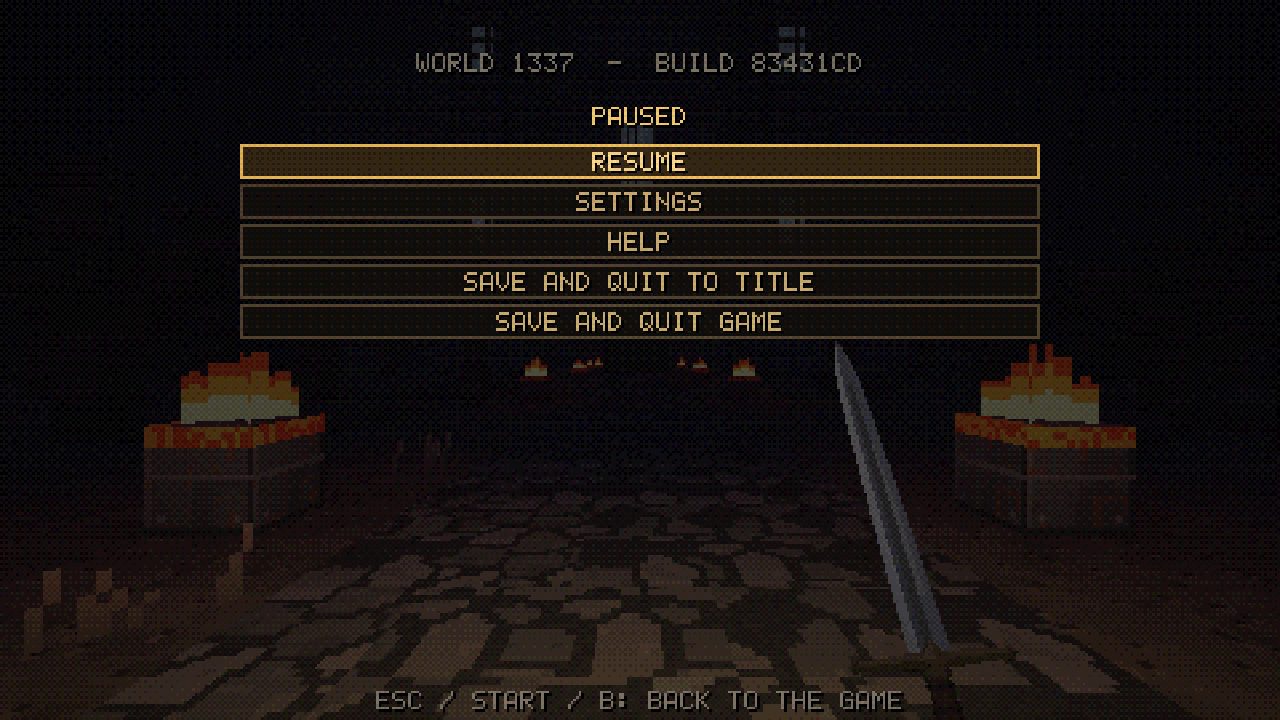 WORLD 1337 - BUILD 83431CD
PAUSED
RESUME
SETTINGS
HELP
SAVE AND QUIT TO TITLE
SAVE AND QUIT GAME
ESC / START / B: BACK TO THE GAME